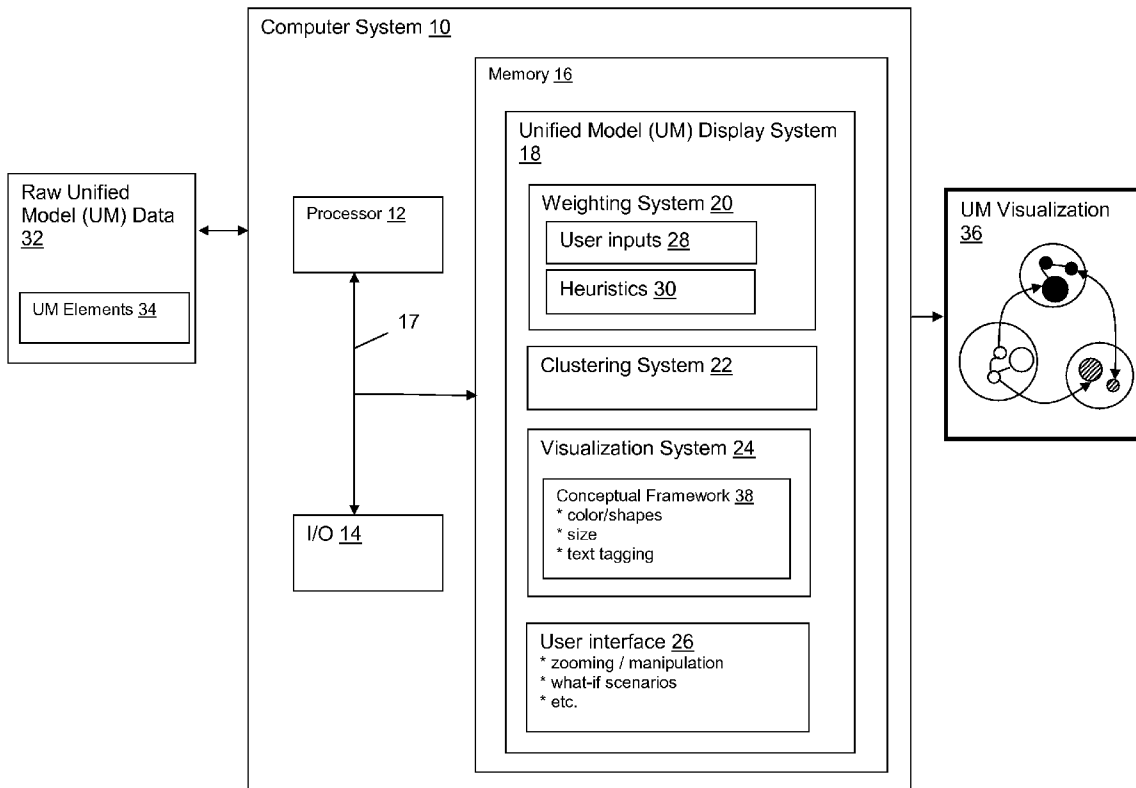 Computer System 10
Memory 16
Unified Model (UM) Display System
18
Raw Unified
Model (UM) Data
32
UM Elements 34
Processor 12
17
I/O 14
Weighting System 20
User inputs 28
Heuristics 30
Clustering System 22
Visualization System 24
Conceptual Framework 38
* color/shapes
* size
* text tagging
User interface 26
* zooming / manipulation
* what-if scenarios
* etc.
UM Visualization
36